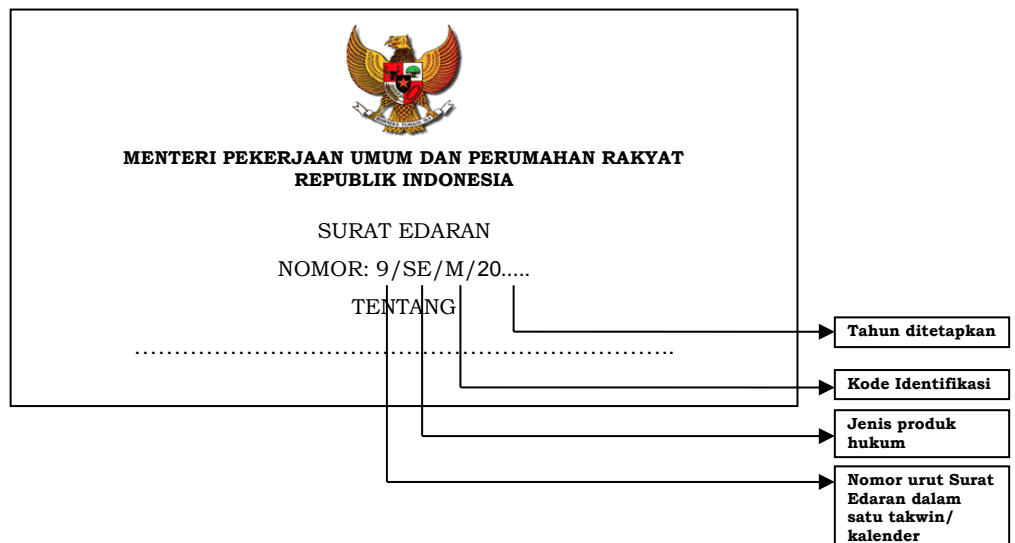 MENTERI PEKERJAAN UMUM DAN PERUMAHAN RAKYAT
REPUBLIK INDONESIA
SURAT EDARAN
NOMOR: 9/SE/M/20.....
TENTANG
………………………………………………………………..
Tahun ditetapkan
Kode Identifikasi
Jenis produk
hukum
Nomor urut Surat
Edaran dalam
satu takwin/
kalender